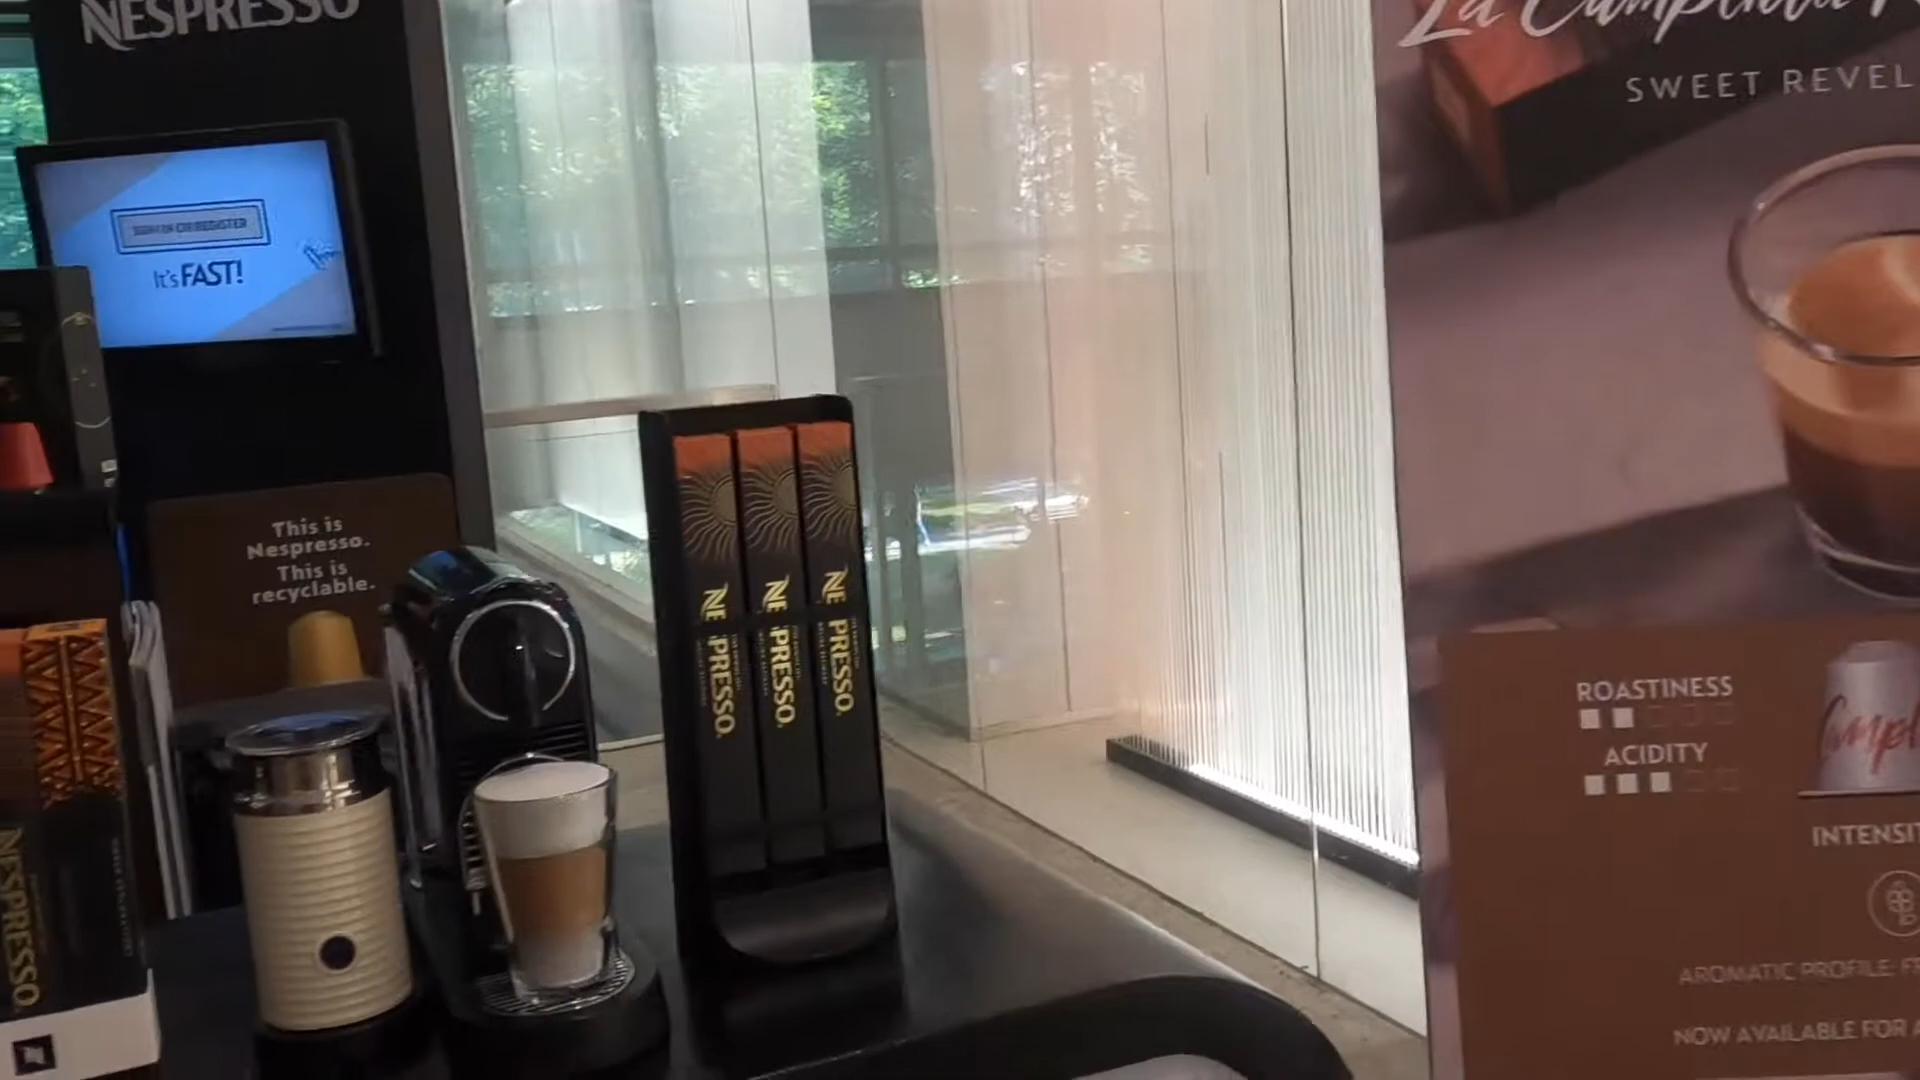 NESPRESSO
SIGN IN OR REGISTER
It's FAST!
This is
Nespresso.
This is
recyclable.
NESPRESSO.
NESPRESSO.
NESPRESSO.
NESPRESSO.
La
SWEET REVEL
ROASTINESS
ACIDITY
INTENSIT
AROMATIC PROFILE: F
NOW AVAILABLE FOR A